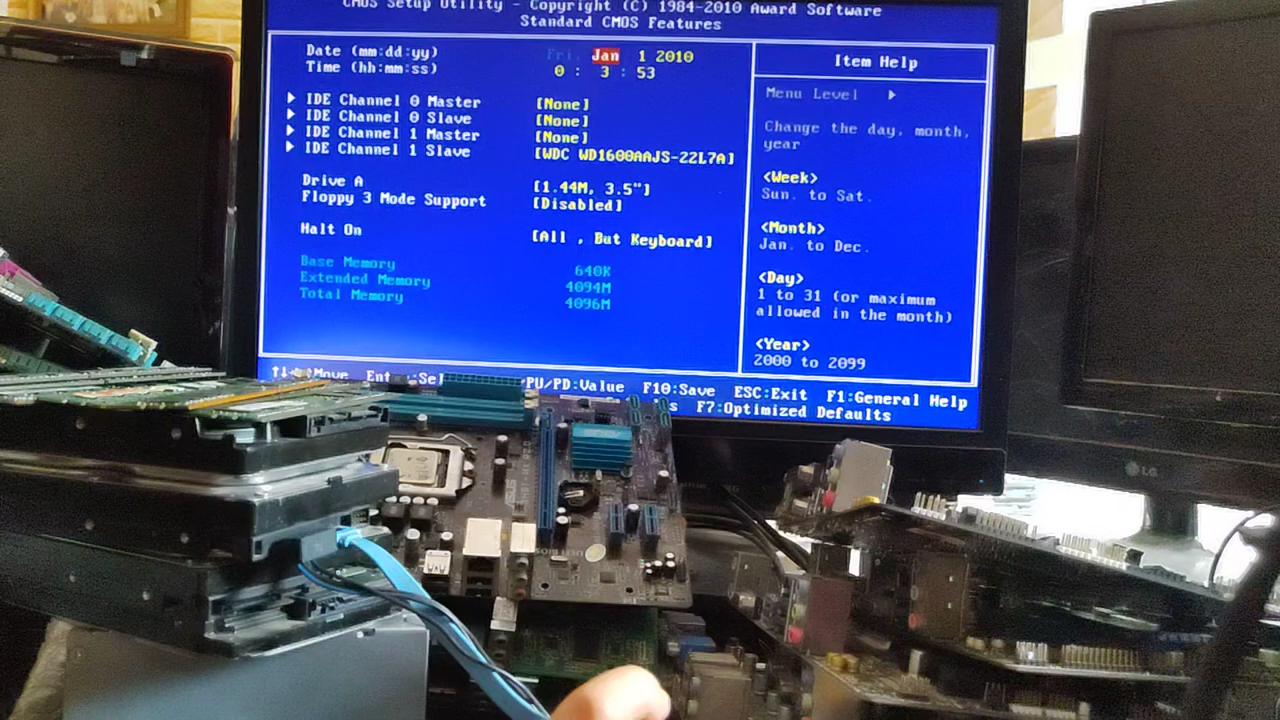 CMOS Setup Utility - Copyright (C) 1984-2010 Award Software
Standard CMOS Features
Date (mm:dd:yy) Fri, Jan 1 2010
Time (hh:mm:ss) 0 : 3 : 53
IDE Channel 0 Master [None]
IDE Channel 0 Slave [None]
IDE Channel 1 Master [None]
IDE Channel 1 Slave [WDC WD1600AAJS-22L7A]
Drive A [1.44M, 3.5"]
Floppy 3 Mode Support [Disabled]
Halt On [All , But Keyboard]
Base Memory 640K
Extended Memory 4094M
Total Memory 4096M
Item Help
Menu Level
Change the day, month,
year
<Week>
Sun. to Sat.
<Month>
Jan. to Dec.
<Day>
1 to 31 (or maximum
allowed in the month)
<Year>
2000 to 2099
Move PU/PD:Value F10:Save ESC:Exit F1:General Help
F7:Optimized Defaults
LG